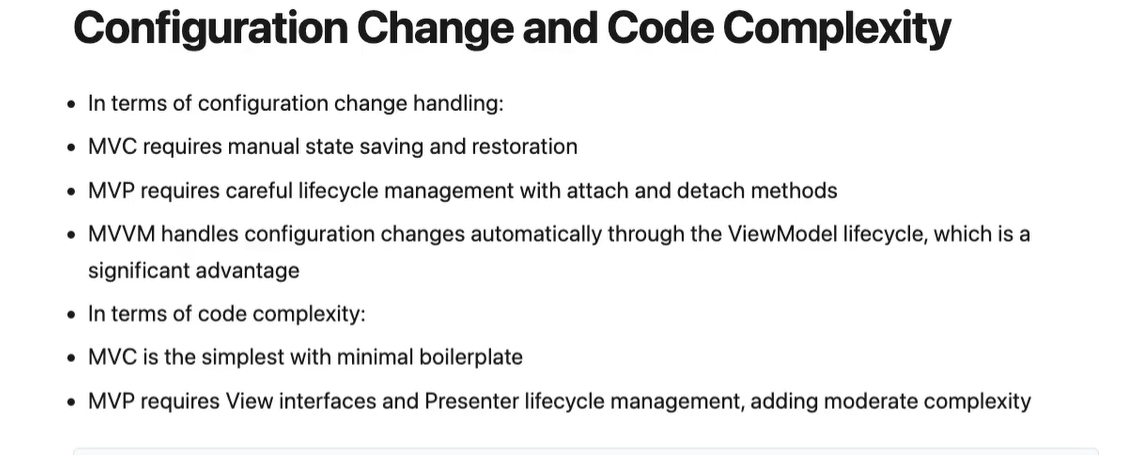 Configuration Change and Code Complexity
• In terms of configuration change handling:
• MVC requires manual state saving and restoration
• MVP requires careful lifecycle management with attach and detach methods
• MVVM handles configuration changes automatically through the ViewModel lifecycle, which is a
significant advantage
• In terms of code complexity:
• MVC is the simplest with minimal boilerplate
• MVP requires View interfaces and Presenter lifecycle management, adding moderate complexity